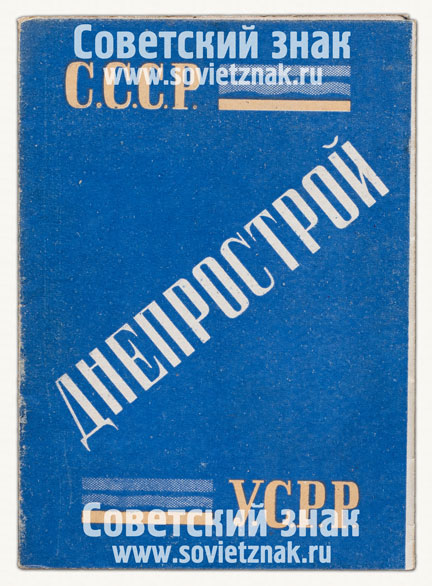 Советский знак
С.С.С.Р.
www.sovietznak.ru
ДНЕПРОСТРОЙ
УСРР
Советский знак
www.sovietznak.ru